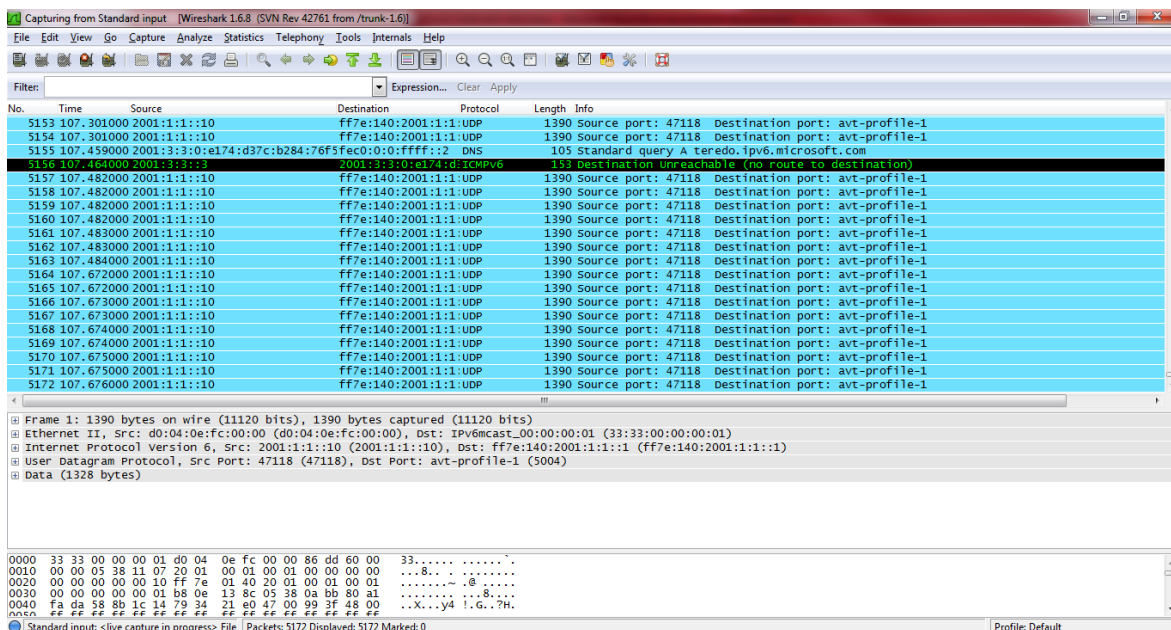 Capturing from Standard input [Wireshark 1.6.8 (SVN Rev 42761 from /trunk-1.6)]
File Edit View Go Capture Analyze Statistics Telephony Tools Internals Help
Filter: Expression... Clear Apply
No. Time Source Destination Protocol Length Info
5153 107.301000 2001:1:1::10 ff7e:140:2001:1:1: UDP 1390 Source port: 47118 Destination port: avt-profile-1
5154 107.301000 2001:1:1::10 ff7e:140:2001:1:1: UDP 1390 Source port: 47118 Destination port: avt-profile-1
5155 107.459000 2001:3:3:0:e174:d37c:b284:76f5 fec0:0:0:ffff::2 DNS 105 Standard query A teredo.ipv6.microsoft.com
5156 107.464000 2001:3:3::3 2001:3:3:0:e174:d: ICMPv6 153 Destination Unreachable (no route to destination)
5157 107.482000 2001:1:1::10 ff7e:140:2001:1:1: UDP 1390 Source port: 47118 Destination port: avt-profile-1
5158 107.482000 2001:1:1::10 ff7e:140:2001:1:1: UDP 1390 Source port: 47118 Destination port: avt-profile-1
5159 107.482000 2001:1:1::10 ff7e:140:2001:1:1: UDP 1390 Source port: 47118 Destination port: avt-profile-1
5160 107.482000 2001:1:1::10 ff7e:140:2001:1:1: UDP 1390 Source port: 47118 Destination port: avt-profile-1
5161 107.483000 2001:1:1::10 ff7e:140:2001:1:1: UDP 1390 Source port: 47118 Destination port: avt-profile-1
5162 107.483000 2001:1:1::10 ff7e:140:2001:1:1: UDP 1390 Source port: 47118 Destination port: avt-profile-1
5163 107.484000 2001:1:1::10 ff7e:140:2001:1:1: UDP 1390 Source port: 47118 Destination port: avt-profile-1
5164 107.672000 2001:1:1::10 ff7e:140:2001:1:1: UDP 1390 Source port: 47118 Destination port: avt-profile-1
5165 107.672000 2001:1:1::10 ff7e:140:2001:1:1: UDP 1390 Source port: 47118 Destination port: avt-profile-1
5166 107.673000 2001:1:1::10 ff7e:140:2001:1:1: UDP 1390 Source port: 47118 Destination port: avt-profile-1
5167 107.673000 2001:1:1::10 ff7e:140:2001:1:1: UDP 1390 Source port: 47118 Destination port: avt-profile-1
5168 107.674000 2001:1:1::10 ff7e:140:2001:1:1: UDP 1390 Source port: 47118 Destination port: avt-profile-1
5169 107.674000 2001:1:1::10 ff7e:140:2001:1:1: UDP 1390 Source port: 47118 Destination port: avt-profile-1
5170 107.675000 2001:1:1::10 ff7e:140:2001:1:1: UDP 1390 Source port: 47118 Destination port: avt-profile-1
5171 107.675000 2001:1:1::10 ff7e:140:2001:1:1: UDP 1390 Source port: 47118 Destination port: avt-profile-1
5172 107.676000 2001:1:1::10 ff7e:140:2001:1:1: UDP 1390 Source port: 47118 Destination port: avt-profile-1
Frame 1: 1390 bytes on wire (11120 bits), 1390 bytes captured (11120 bits)
Ethernet II, Src: d0:04:0e:fc:00:00 (d0:04:0e:fc:00:00), Dst: IPv6mcast_00:00:00:01 (33:33:00:00:00:01)
Internet Protocol Version 6, Src: 2001:1:1::10 (2001:1:1::10), Dst: ff7e:140:2001:1:1::1 (ff7e:140:2001:1:1::1)
User Datagram Protocol, Src Port: 47118 (47118), Dst Port: avt-profile-1 (5004)
Data (1328 bytes)
0000 33 33 00 00 00 01 d0 04 0e fc 00 00 86 dd 60 00 33...... ......`.
0010 00 00 05 38 11 07 20 01 00 01 00 01 00 00 00 00 ...8.. . ........
0020 00 00 00 00 00 10 ff 7e 01 40 20 01 00 01 00 01 .......~ .@ .....
0030 00 00 00 00 00 01 b8 0e 13 8c 05 38 0a bb 80 a1 ........ ...8....
0040 fa da 58 8b 1c 14 79 34 21 e0 47 00 99 3f 48 00 ..X...y4 !.G..?H.
0050 ff ff ff ff ff ff ff ff ff ff ff ff ff ff ff ff
Standard input: <live capture in progress> File Packets: 5172 Displayed: 5172 Marked: 0 Profile: Default